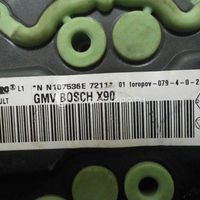 L1 *N N107536E 72111 01 toropov-079-4-0-2
ULT GMV BOSCH X90